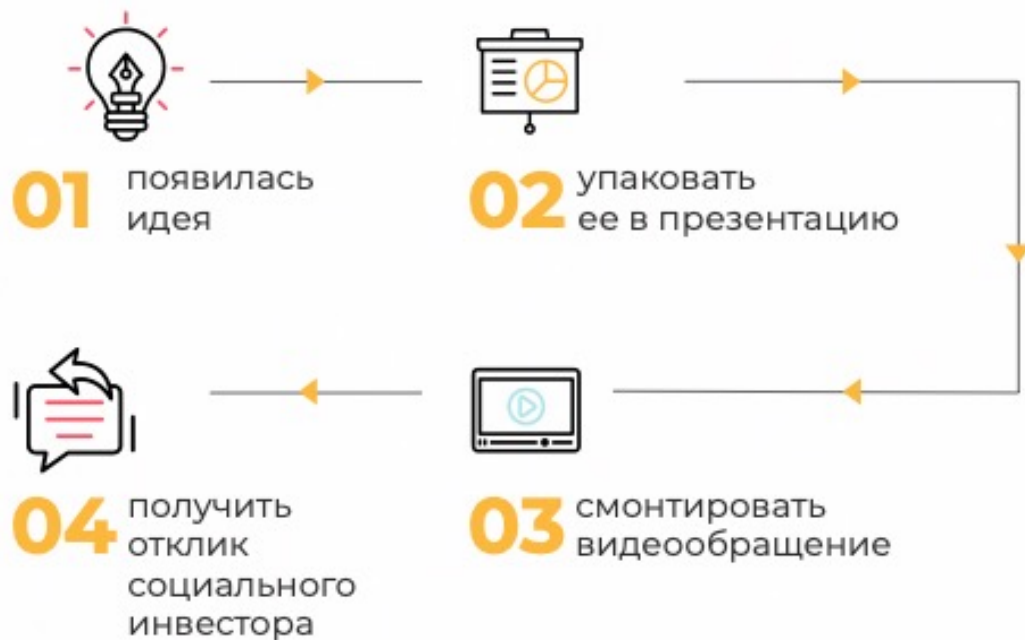 01 появилась
идея
02 упаковать
ее в презентацию
03 смонтировать
видеообращение
04 получить
отклик
социального
инвестора